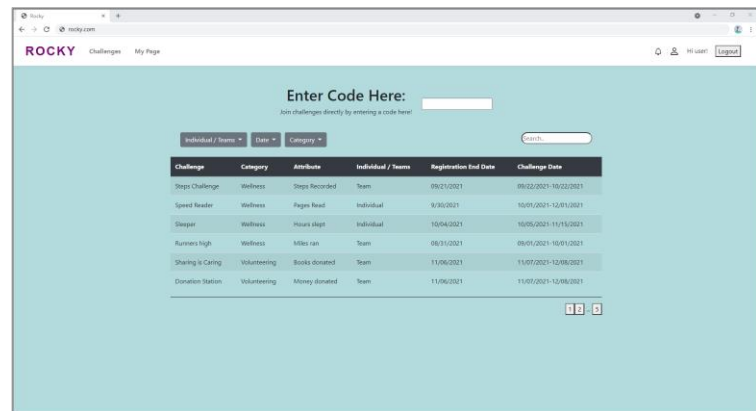 Rocky
rocky.com
ROCKY Challenges My Page Hi user! Logout
Enter Code Here:
Join challenges directly by entering a code here!
Individual / Teams Date Category Search..
Challenge Category Attribute Individual / Teams Registration End Date Challenge Date
Steps Challenge Wellness Steps Recorded Team 09/21/2021 09/22/2021-10/22/2021
Speed Reader Wellness Pages Read Individual 9/30/2021 10/01/2021-12/01/2021
Sleeper Wellness Hours slept Individual 10/04/2021 10/05/2021-11/15/2021
Runners high Wellness Miles ran Team 08/31/2021 09/01/2021-10/01/2021
Sharing is Caring Volunteering Books donated Team 11/06/2021 11/07/2021-12/08/2021
Donation Station Volunteering Money donated Team 11/06/2021 11/07/2021-12/08/2021
1 2 .. 3